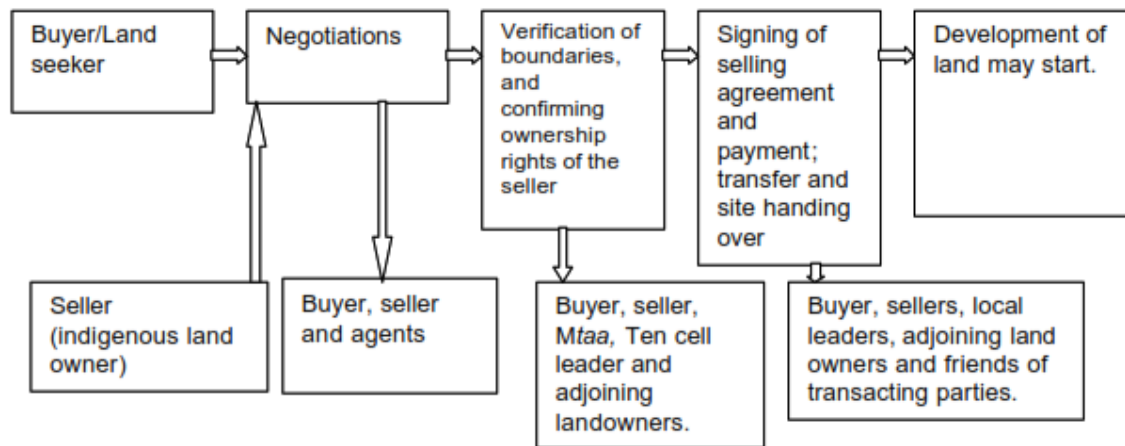 Buyer/Land
seeker
Negotiations
Verification of
boundaries,
and
confirming
ownership
rights of the
seller
Signing of
selling
agreement
and
payment;
transfer and
site handing
over
Development of
land may start.
Seller
(indigenous land
owner)
Buyer, seller
and agents
Buyer, seller,
Mtaa, Ten cell
leader and
adjoining
landowners.
Buyer, sellers, local
leaders, adjoining land
owners and friends of
transacting parties.